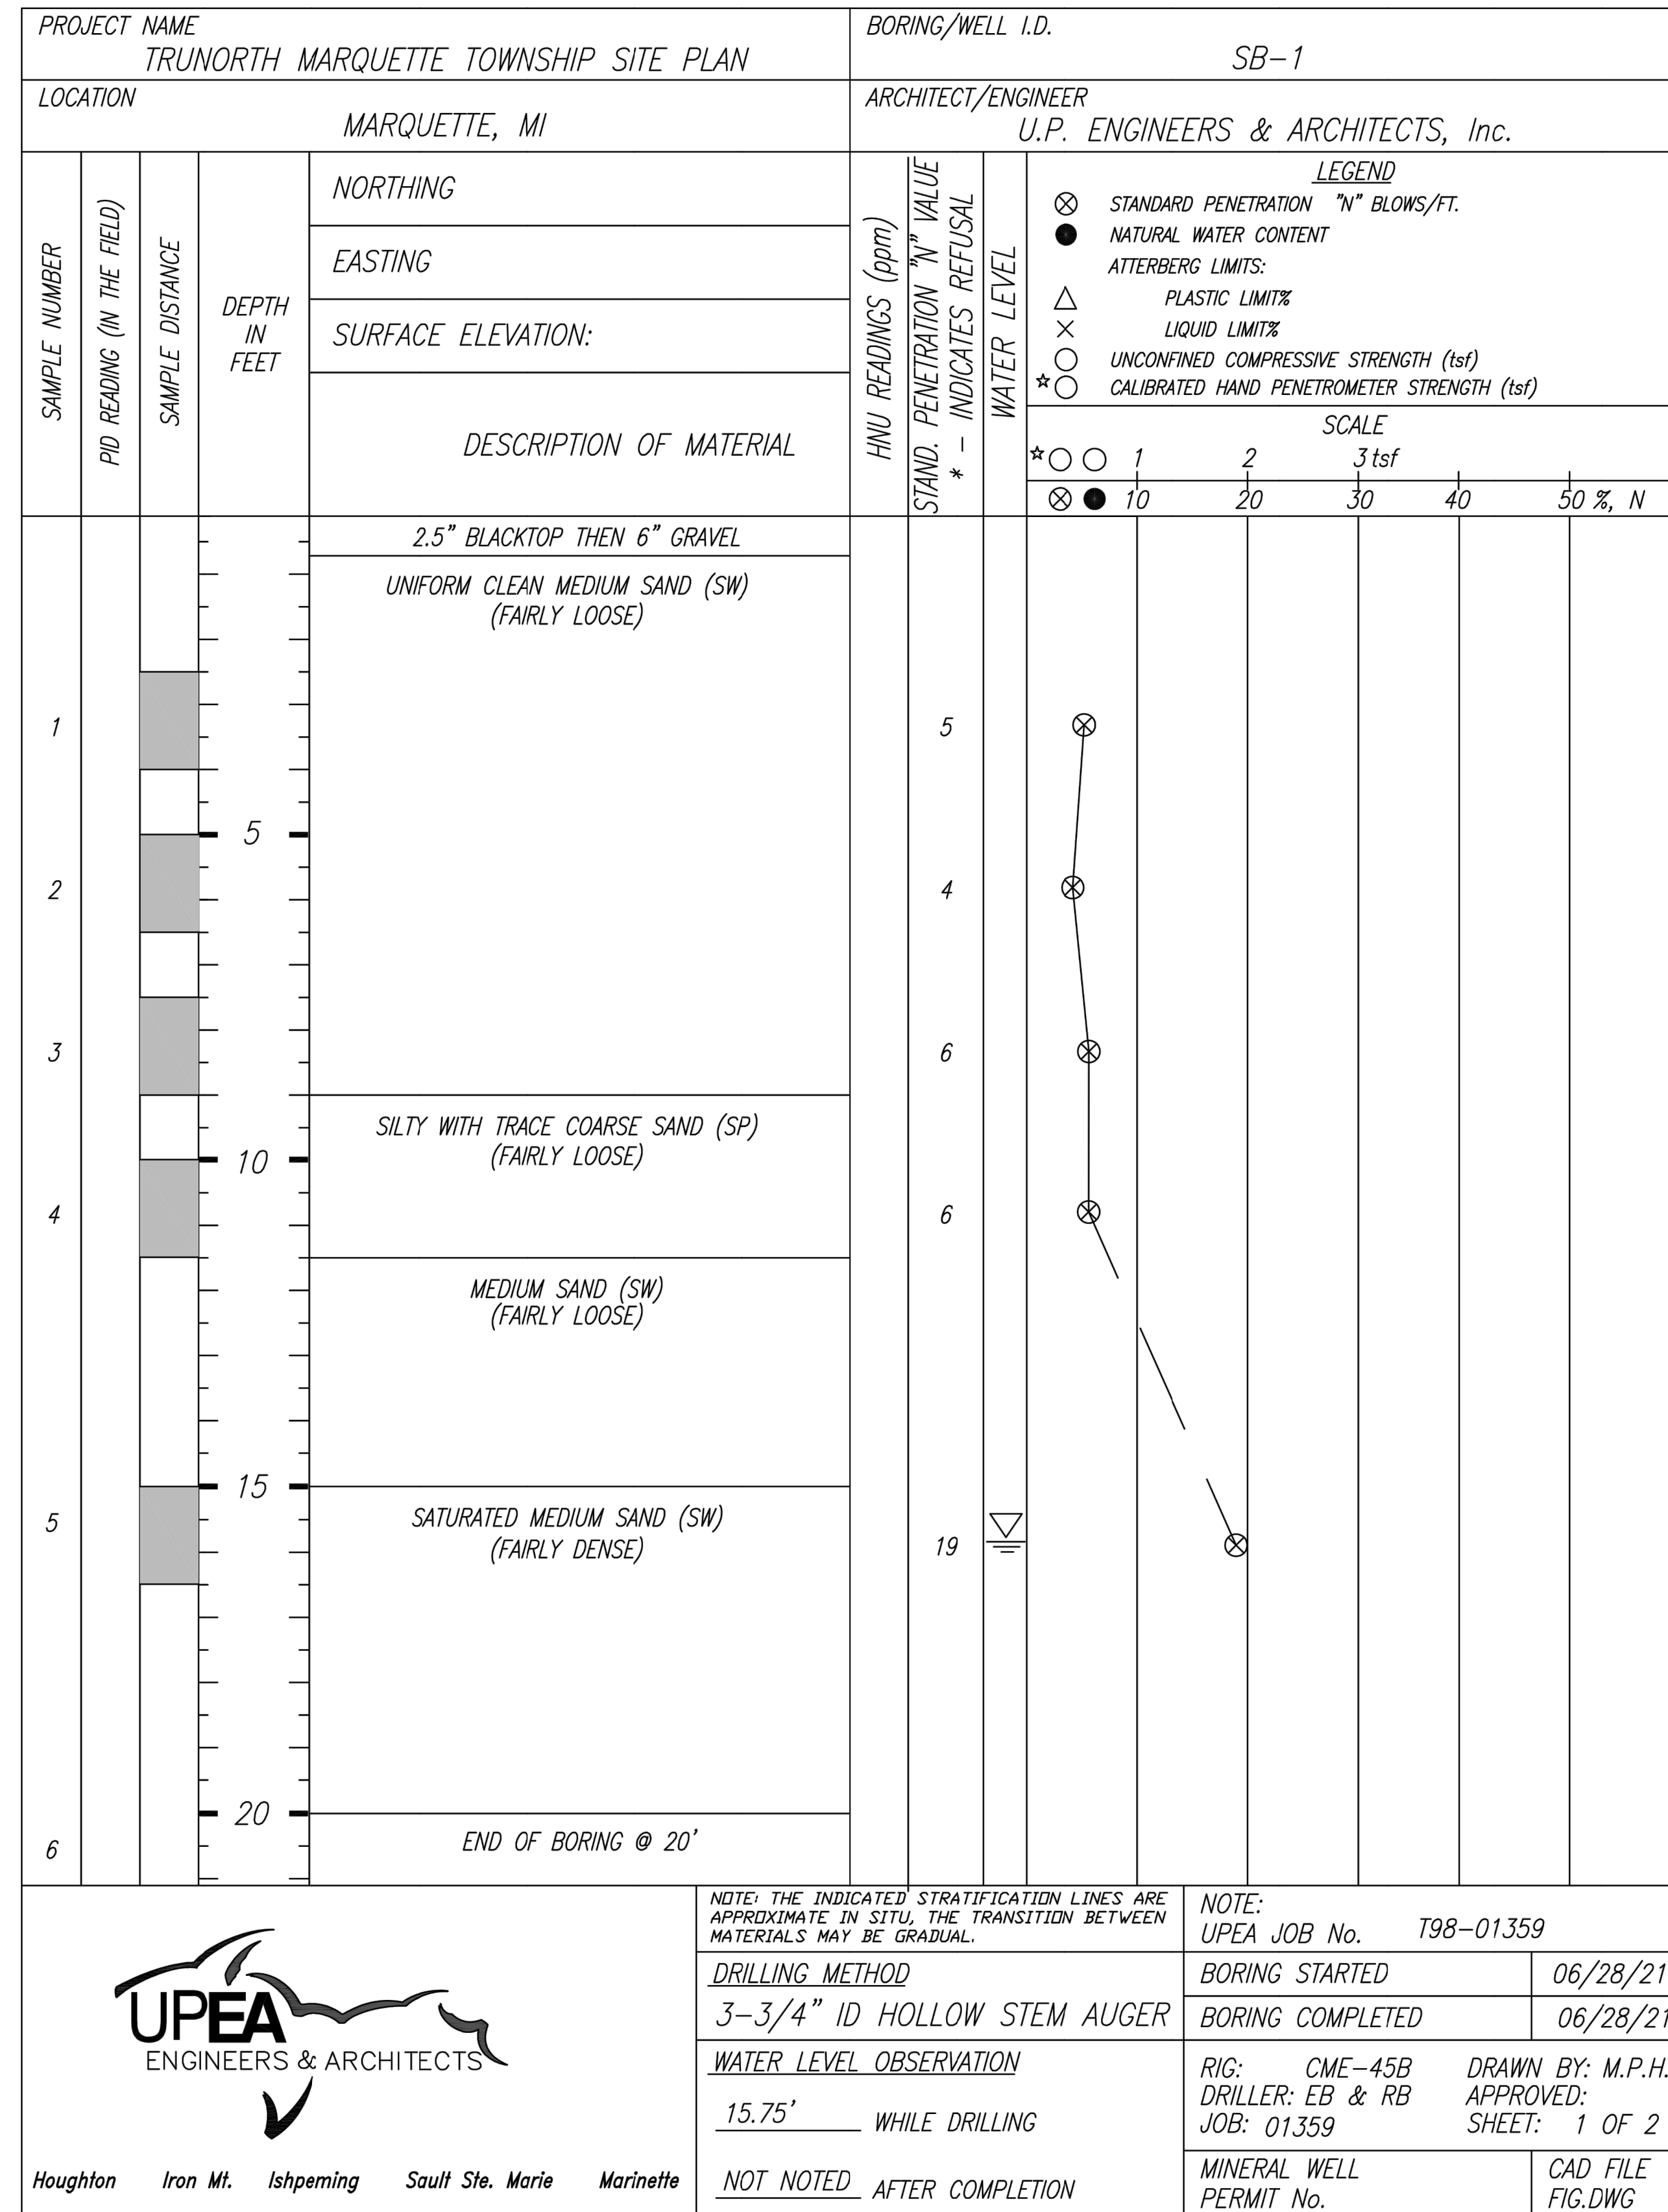 PROJECT NAME
TRUNORTH MARQUETTE TOWNSHIP SITE PLAN
BORING/WELL I.D.
SB-1
LOCATION
MARQUETTE, MI
ARCHITECT/ENGINEER
U.P. ENGINEERS & ARCHITECTS, Inc.
SAMPLE NUMBER
PID READING (IN THE FIELD)
SAMPLE DISTANCE
DEPTH
IN
FEET
NORTHING
EASTING
SURFACE ELEVATION:
DESCRIPTION OF MATERIAL
HNU READINGS (ppm)
STAND. PENETRATION "N" VALUE
* - INDICATES REFUSAL
WATER LEVEL
LEGEND
STANDARD PENETRATION "N" BLOWS/FT.
NATURAL WATER CONTENT
ATTERBERG LIMITS:
PLASTIC LIMIT%
LIQUID LIMIT%
UNCONFINED COMPRESSIVE STRENGTH (tsf)
CALIBRATED HAND PENETROMETER STRENGTH (tsf)
SCALE
1 2 3 tsf
10 20 30 40 50 %, N
2.5" BLACKTOP THEN 6" GRAVEL
UNIFORM CLEAN MEDIUM SAND (SW)
(FAIRLY LOOSE)
1 5
5
2 4
3 6
SILTY WITH TRACE COARSE SAND (SP)
(FAIRLY LOOSE)
10
4 6
MEDIUM SAND (SW)
(FAIRLY LOOSE)
15
5 SATURATED MEDIUM SAND (SW)
(FAIRLY DENSE) 19
20
6 END OF BORING @ 20'
NOTE: THE INDICATED STRATIFICATION LINES ARE
APPROXIMATE IN SITU, THE TRANSITION BETWEEN
MATERIALS MAY BE GRADUAL.
NOTE:
UPEA JOB No. T98-01359
DRILLING METHOD
3-3/4" ID HOLLOW STEM AUGER
BORING STARTED 06/28/21
BORING COMPLETED 06/28/21
UPEA
ENGINEERS & ARCHITECTS
WATER LEVEL OBSERVATION
15.75' WHILE DRILLING
NOT NOTED AFTER COMPLETION
RIG: CME-45B DRAWN BY: M.P.H.
DRILLER: EB & RB APPROVED:
JOB: 01359 SHEET: 1 OF 2
MINERAL WELL
PERMIT No.
CAD FILE
FIG.DWG
Houghton Iron Mt. Ishpeming Sault Ste. Marie Marinette